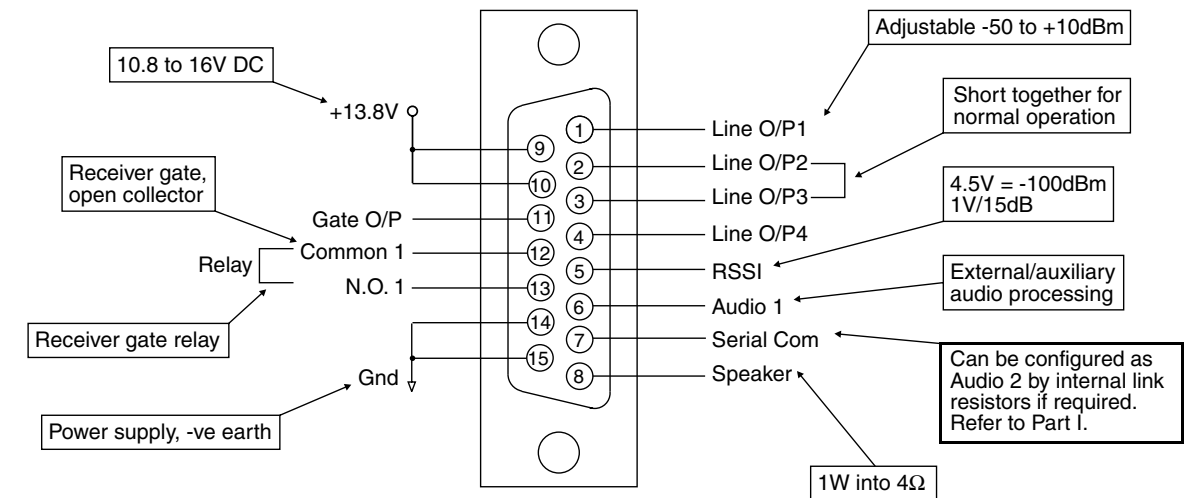 Adjustable -50 to +10dBm
10.8 to 16V DC
+13.8V
Short together for
normal operation
Receiver gate,
open collector
4.5V = -100dBm
1V/15dB
Gate O/P
Common 1
Relay
N.O. 1
Gnd
Receiver gate relay
Power supply, -ve earth
9
10
11
12
13
14
15
1
2
3
4
5
6
7
8
Line O/P1
Line O/P2
Line O/P3
Line O/P4
RSSI
Audio 1
Serial Com
Speaker
External/auxiliary
audio processing
Can be configured as
Audio 2 by internal link
resistors if required.
Refer to Part I.
1W into 4Ω